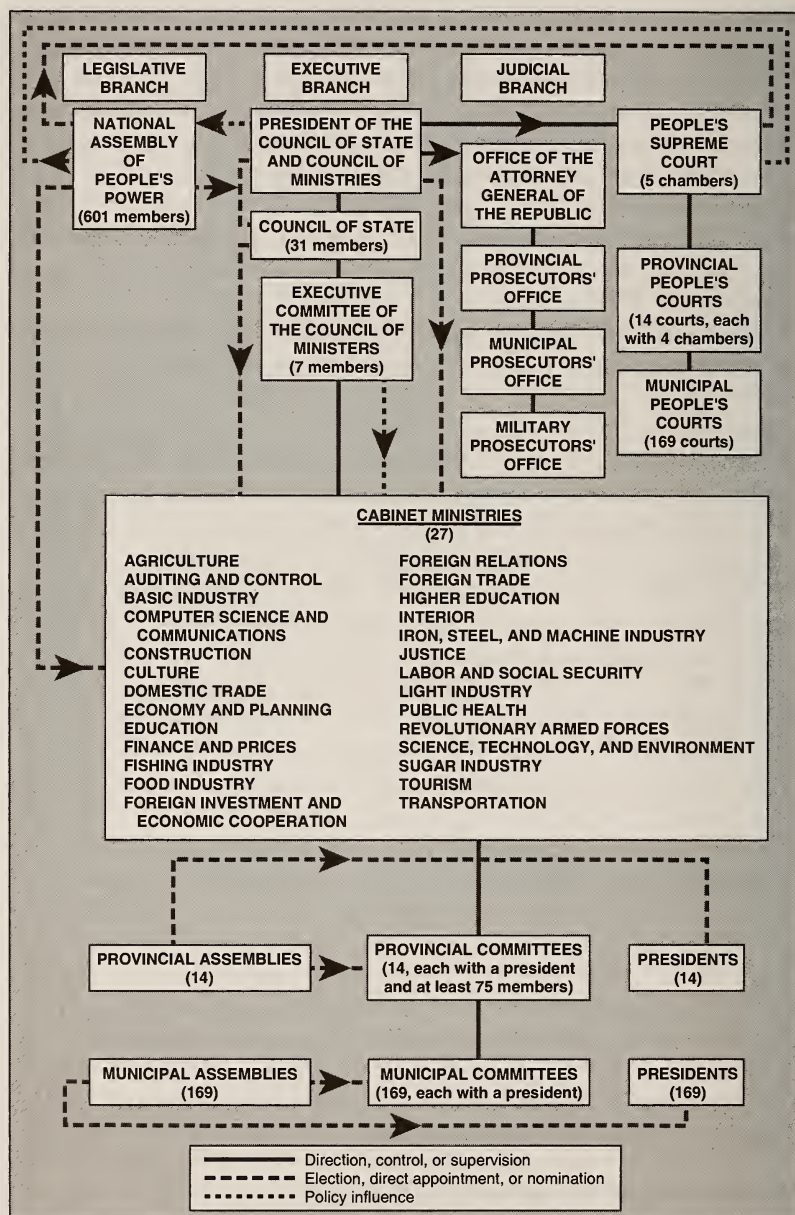 LEGISLATIVE
BRANCH
EXECUTIVE
BRANCH
JUDICIAL
BRANCH
NATIONAL
ASSEMBLY
OF
PEOPLE'S
POWER
(601 members)
PRESIDENT OF THE
COUNCIL OF STATE
AND COUNCIL OF
MINISTRIES
COUNCIL OF STATE
(31 members)
EXECUTIVE
COMMITTEE OF
THE COUNCIL OF
MINISTERS
(7 members)
OFFICE OF THE
ATTORNEY
GENERAL OF
THE REPUBLIC
PROVINCIAL
PROSECUTORS'
OFFICE
MUNICIPAL
PROSECUTORS'
OFFICE
MILITARY
PROSECUTORS'
OFFICE
PEOPLE'S
SUPREME
COURT
(5 chambers)
PROVINCIAL
PEOPLE'S
COURTS
(14 courts, each
with 4 chambers)
MUNICIPAL
PEOPLE'S
COURTS
(169 courts)
CABINET MINISTRIES
(27)
AGRICULTURE
AUDITING AND CONTROL
BASIC INDUSTRY
COMPUTER SCIENCE AND
COMMUNICATIONS
CONSTRUCTION
CULTURE
DOMESTIC TRADE
ECONOMY AND PLANNING
EDUCATION
FINANCE AND PRICES
FISHING INDUSTRY
FOOD INDUSTRY
FOREIGN INVESTMENT AND
ECONOMIC COOPERATION
FOREIGN RELATIONS
FOREIGN TRADE
HIGHER EDUCATION
INTERIOR
IRON, STEEL, AND MACHINE INDUSTRY
JUSTICE
LABOR AND SOCIAL SECURITY
LIGHT INDUSTRY
PUBLIC HEALTH
REVOLUTIONARY ARMED FORCES
SCIENCE, TECHNOLOGY, AND ENVIRONMENT
SUGAR INDUSTRY
TOURISM
TRANSPORTATION
PROVINCIAL ASSEMBLIES
(14)
PROVINCIAL COMMITTEES
(14, each with a president
and at least 75 members)
PRESIDENTS
(14)
MUNICIPAL ASSEMBLIES
(169)
MUNICIPAL COMMITTEES
(169, each with a president)
PRESIDENTS
(169)
Direction, control, or supervision
Election, direct appointment, or nomination
Policy influence